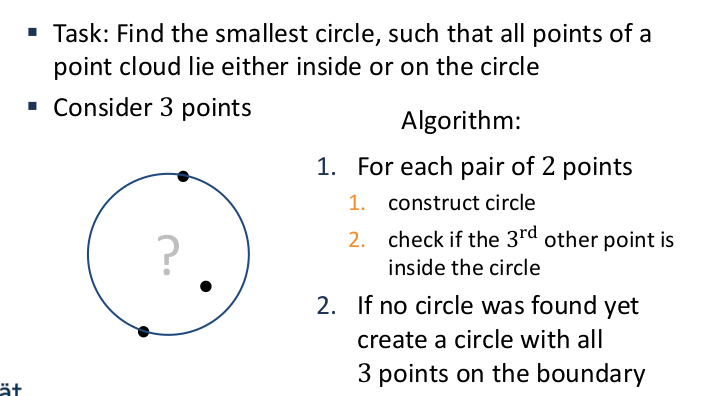 ▪ Task: Find the smallest circle, such that all points of a
point cloud lie either inside or on the circle
▪ Consider 3 points
Algorithm:
1. For each pair of 2 points
1. construct circle
2. check if the 3rd other point is
inside the circle
?
2. If no circle was found yet
create a circle with all
3 points on the boundary
ät